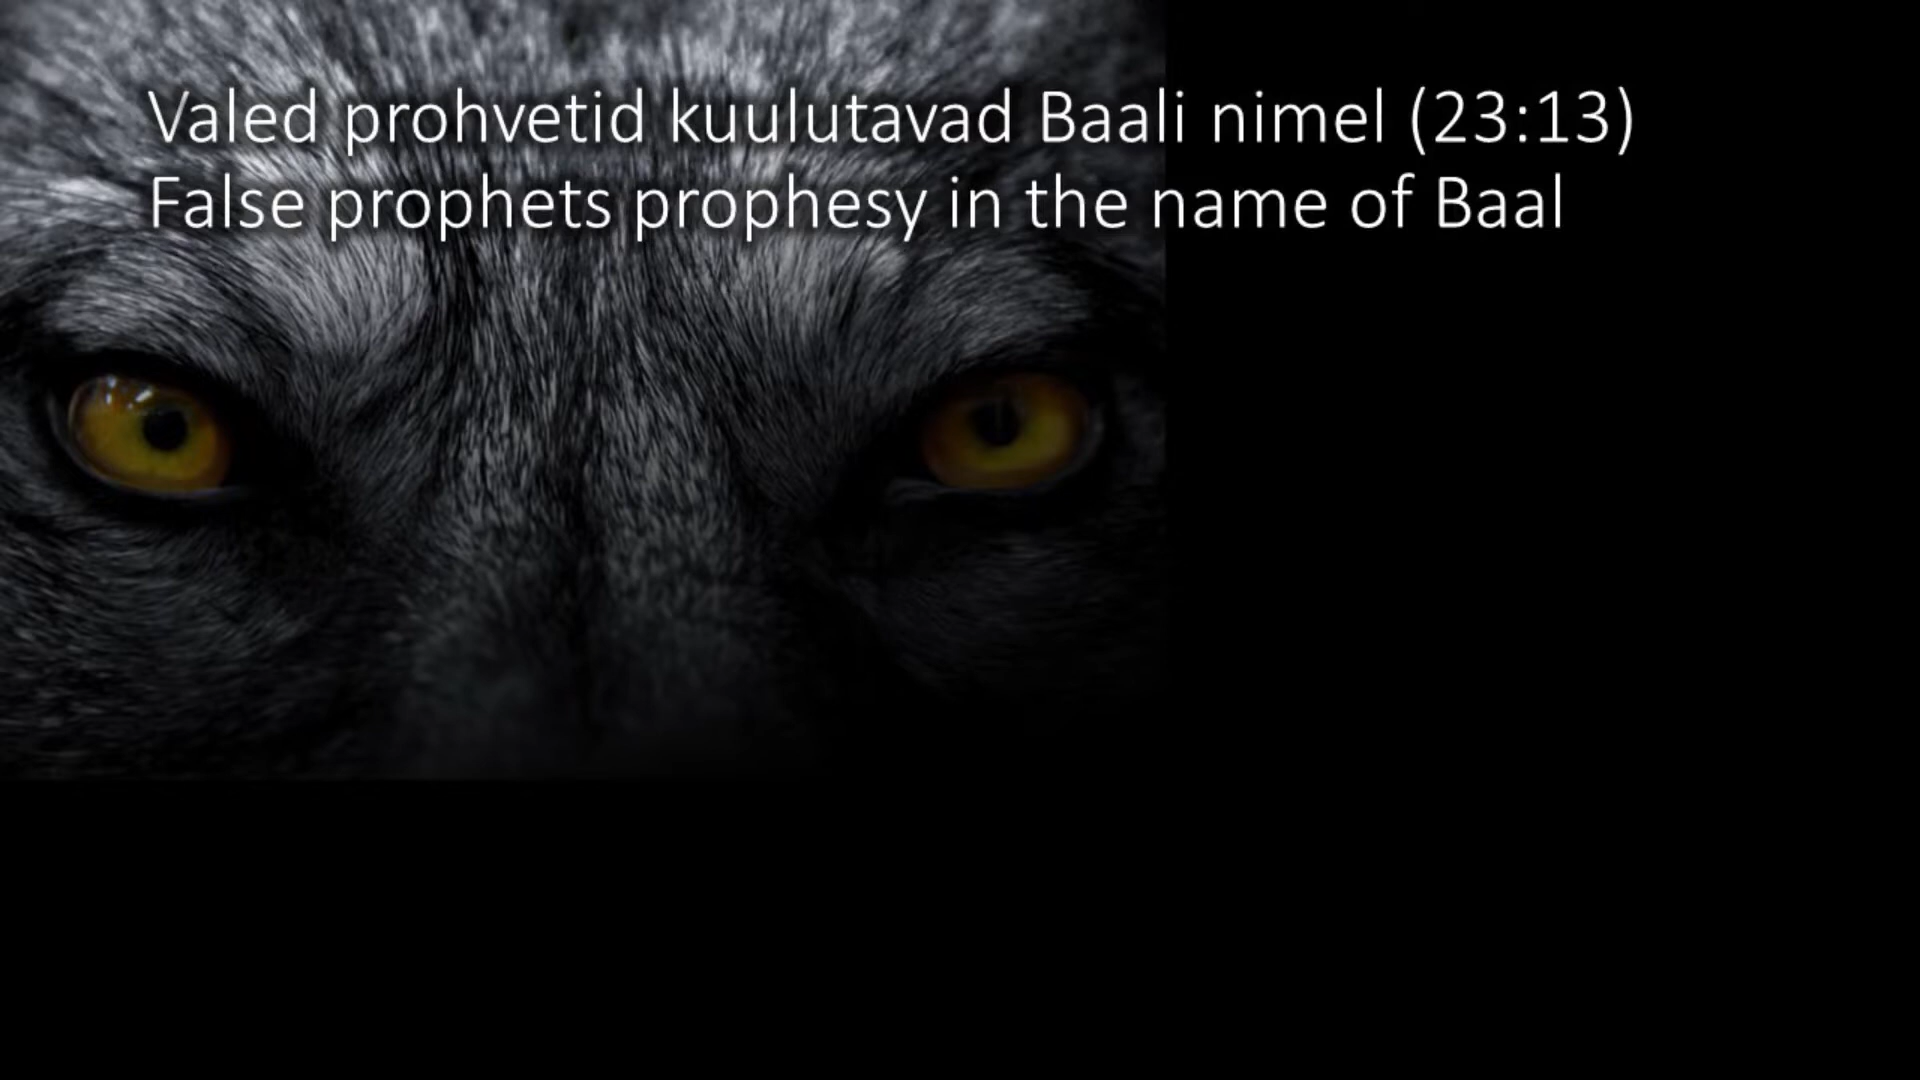 Valed prohvetid kuulutavad Baali nimel (23:13)
False prophets prophesy in the name of Baal